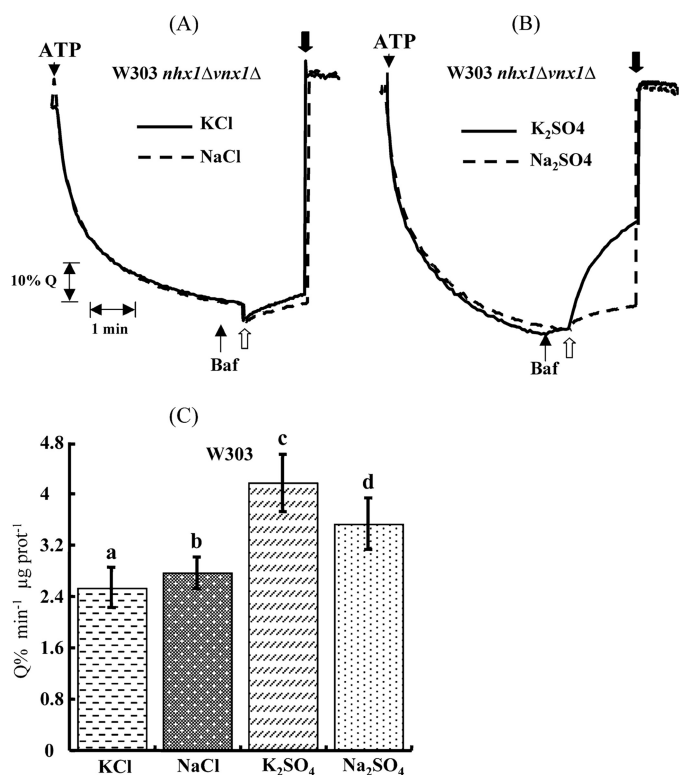 (A)
ATP
W303 nhx1Δvnx1Δ
KCl
NaCl
10% Q
1 min
Baf
(B)
ATP
W303 nhx1Δvnx1Δ
K₂SO4
Na₂SO4
Baf
(C)
W303
Q% min⁻¹ µg prot⁻¹
4.8
4
3.2
2.4
1.6
0.8
0
a
b
c
d
KCl
NaCl
K₂SO₄
Na₂SO₄